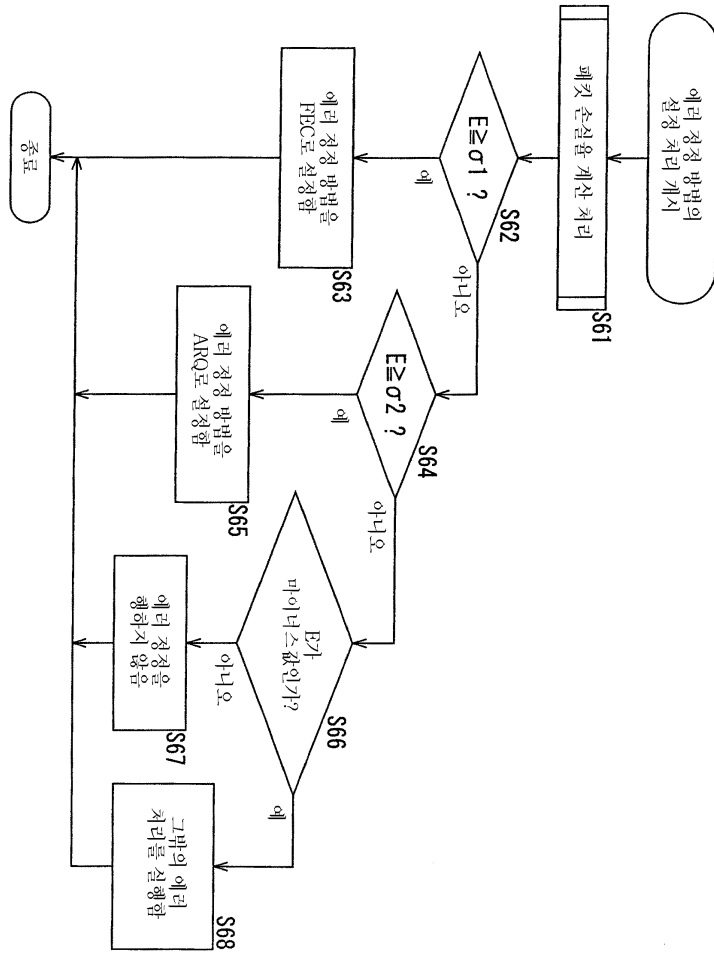 에러 정정 방법의
설정 처리 개시
패킷 손실율 계산 처리
S61
E≧σ1 ?
S62
예
아니요
에러 정정 방법을
FEC로 설정함
S63
E≧σ2 ?
S64
예
아니요
에러 정정 방법을
ARQ로 설정함
S65
E가
마이너스값인가?
S66
아니요
예
에러 정정을
행하지 않음
S67
그밖의 에러
처리를 실행함
S68
종료